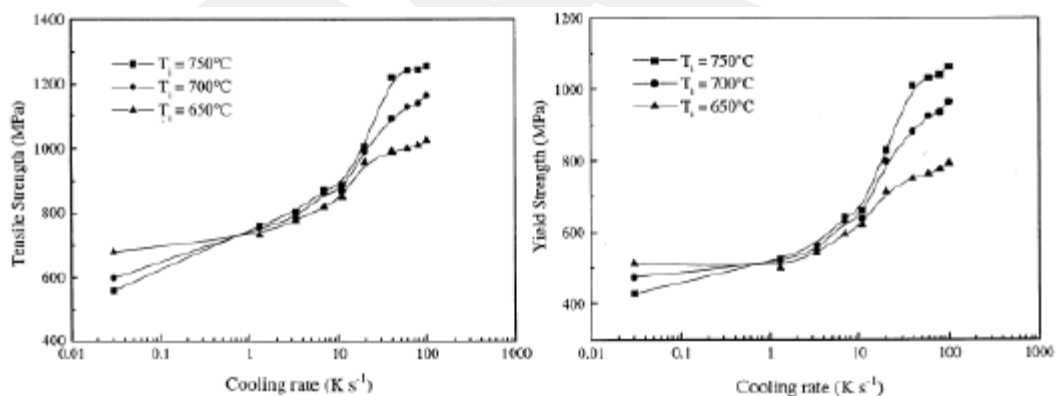 1400
1200
1000
800
600
400
Tensile Strength (MPa)
T_i = 750°C
T_i = 700°C
T_i = 650°C
0.01 0.1 1 10 100 1000
Cooling rate (K s⁻¹)
1200
1000
800
600
400
Yield Strength (MPa)
T_i = 750°C
T_i = 700°C
T_i = 650°C
0.01 0.1 1 10 100 1000
Cooling rate (K s⁻¹)